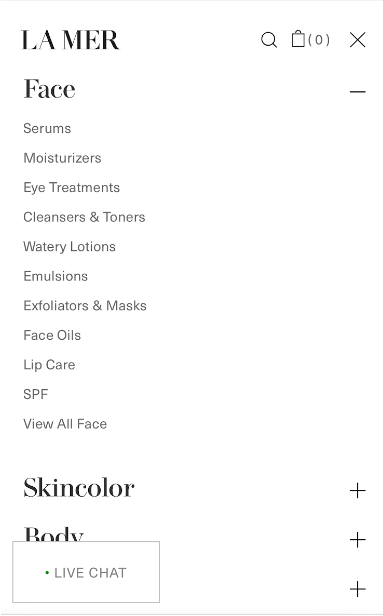 LA MER
(0)
Face
Serums
Moisturizers
Eye Treatments
Cleansers & Toners
Watery Lotions
Emulsions
Exfoliators & Masks
Face Oils
Lip Care
SPF
View All Face
Skincolor
Body
• LIVE CHAT